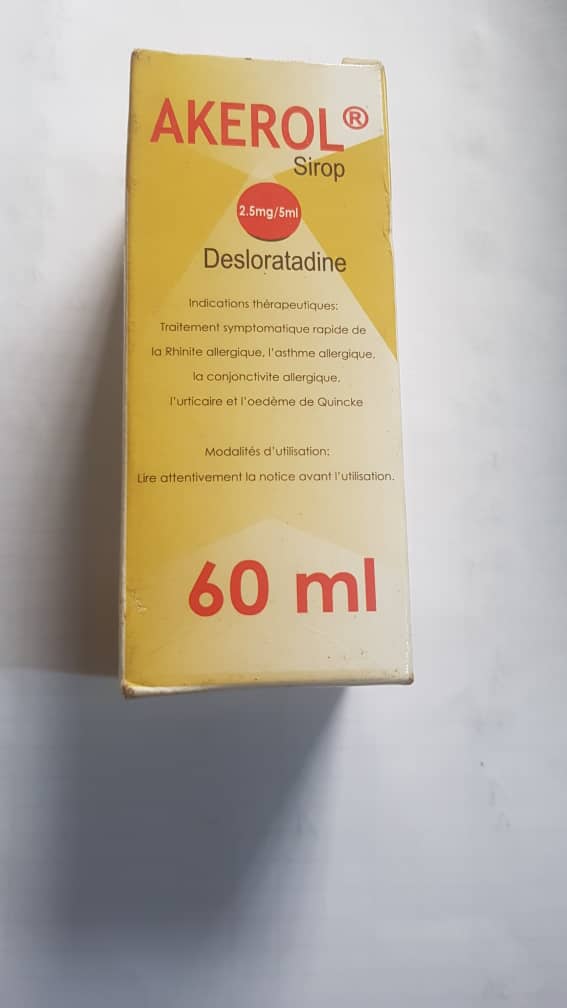 AKEROL®
Sirop
2.5mg/5ml
Desloratadine
Indications thérapeutiques:
Traitement symptomatique rapide de
la Rhinite allergique, l'asthme allergique,
la conjonctivite allergique,
l'urticaire et l'oedème de Quincke
Modalités d'utilisation:
Lire attentivement la notice avant l'utilisation.
60 ml